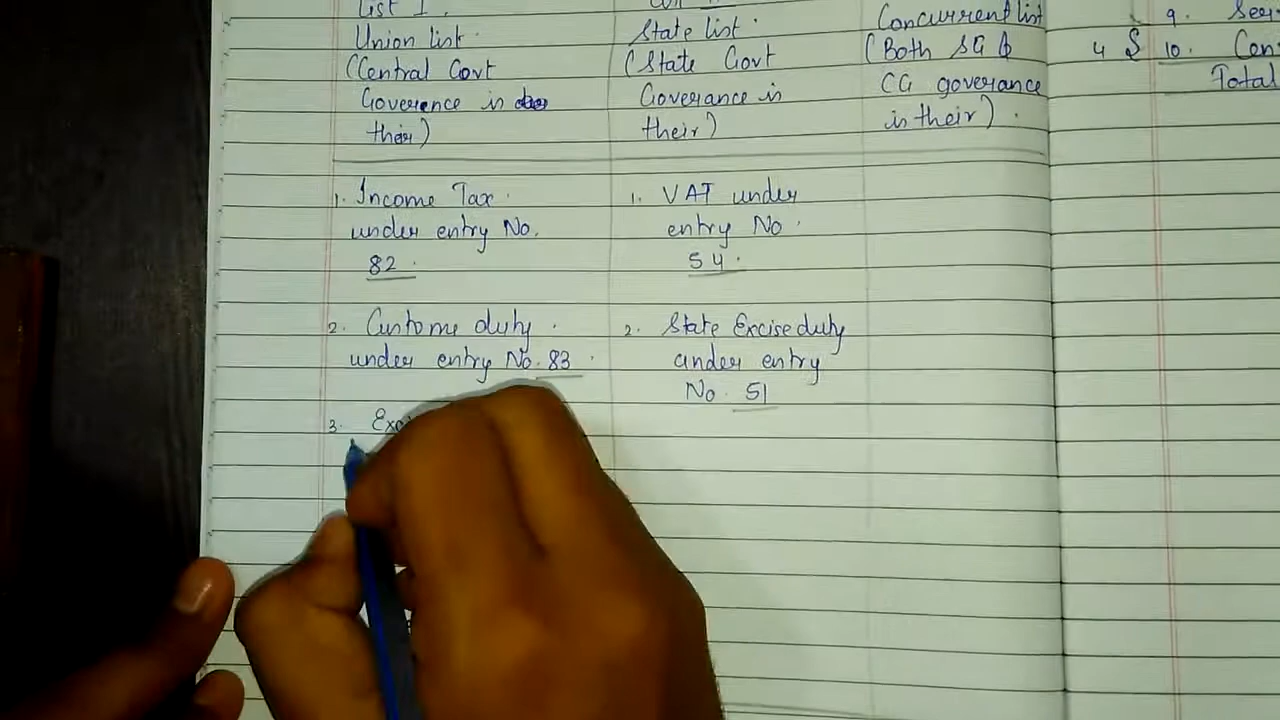 List I.
Union list.
(Central Govt
Goverence is
their)
State list.
(State Govt
Goverance is
their)
Concurrent list
(Both SG &
CG goverance
is their).
1. Income Tax.
under entry No.
82.
1. VAT under
entry No.
54.
2. Custome duty.
under entry No. 83.
2. State Excise duty
under entry
No. 51
3.
9.
4 $ 10.
Total